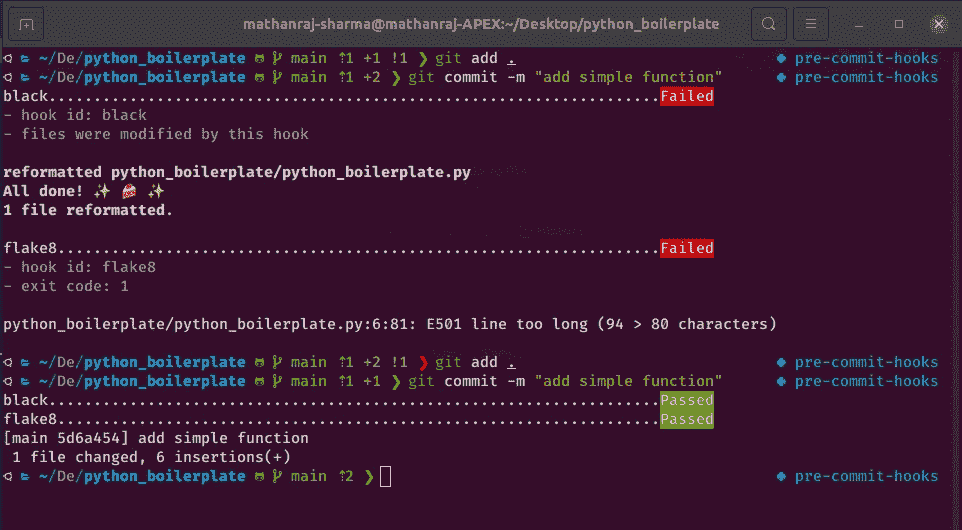 mathanraj-sharma@mathanraj-APEX:~/Desktop/python_boilerplate
~/De/python_boilerplate main ⇡1 +1 !1 ❯ git add . pre-commit-hooks
~/De/python_boilerplate main ⇡1 +2 ❯ git commit -m "add simple function" pre-commit-hooks
black....................................................................Failed
- hook id: black
- files were modified by this hook
reformatted python_boilerplate/python_boilerplate.py
All done! ✨ 🍰 ✨
1 file reformatted.
flake8...................................................................Failed
- hook id: flake8
- exit code: 1
python_boilerplate/python_boilerplate.py:6:81: E501 line too long (94 > 80 characters)
~/De/python_boilerplate main ⇡1 +2 !1 ❯ git add . pre-commit-hooks
~/De/python_boilerplate main ⇡1 +1 ❯ git commit -m "add simple function" pre-commit-hooks
black....................................................................Passed
flake8...................................................................Passed
[main 5d6a454] add simple function
1 file changed, 6 insertions(+)
~/De/python_boilerplate main ⇡2 ❯ pre-commit-hooks